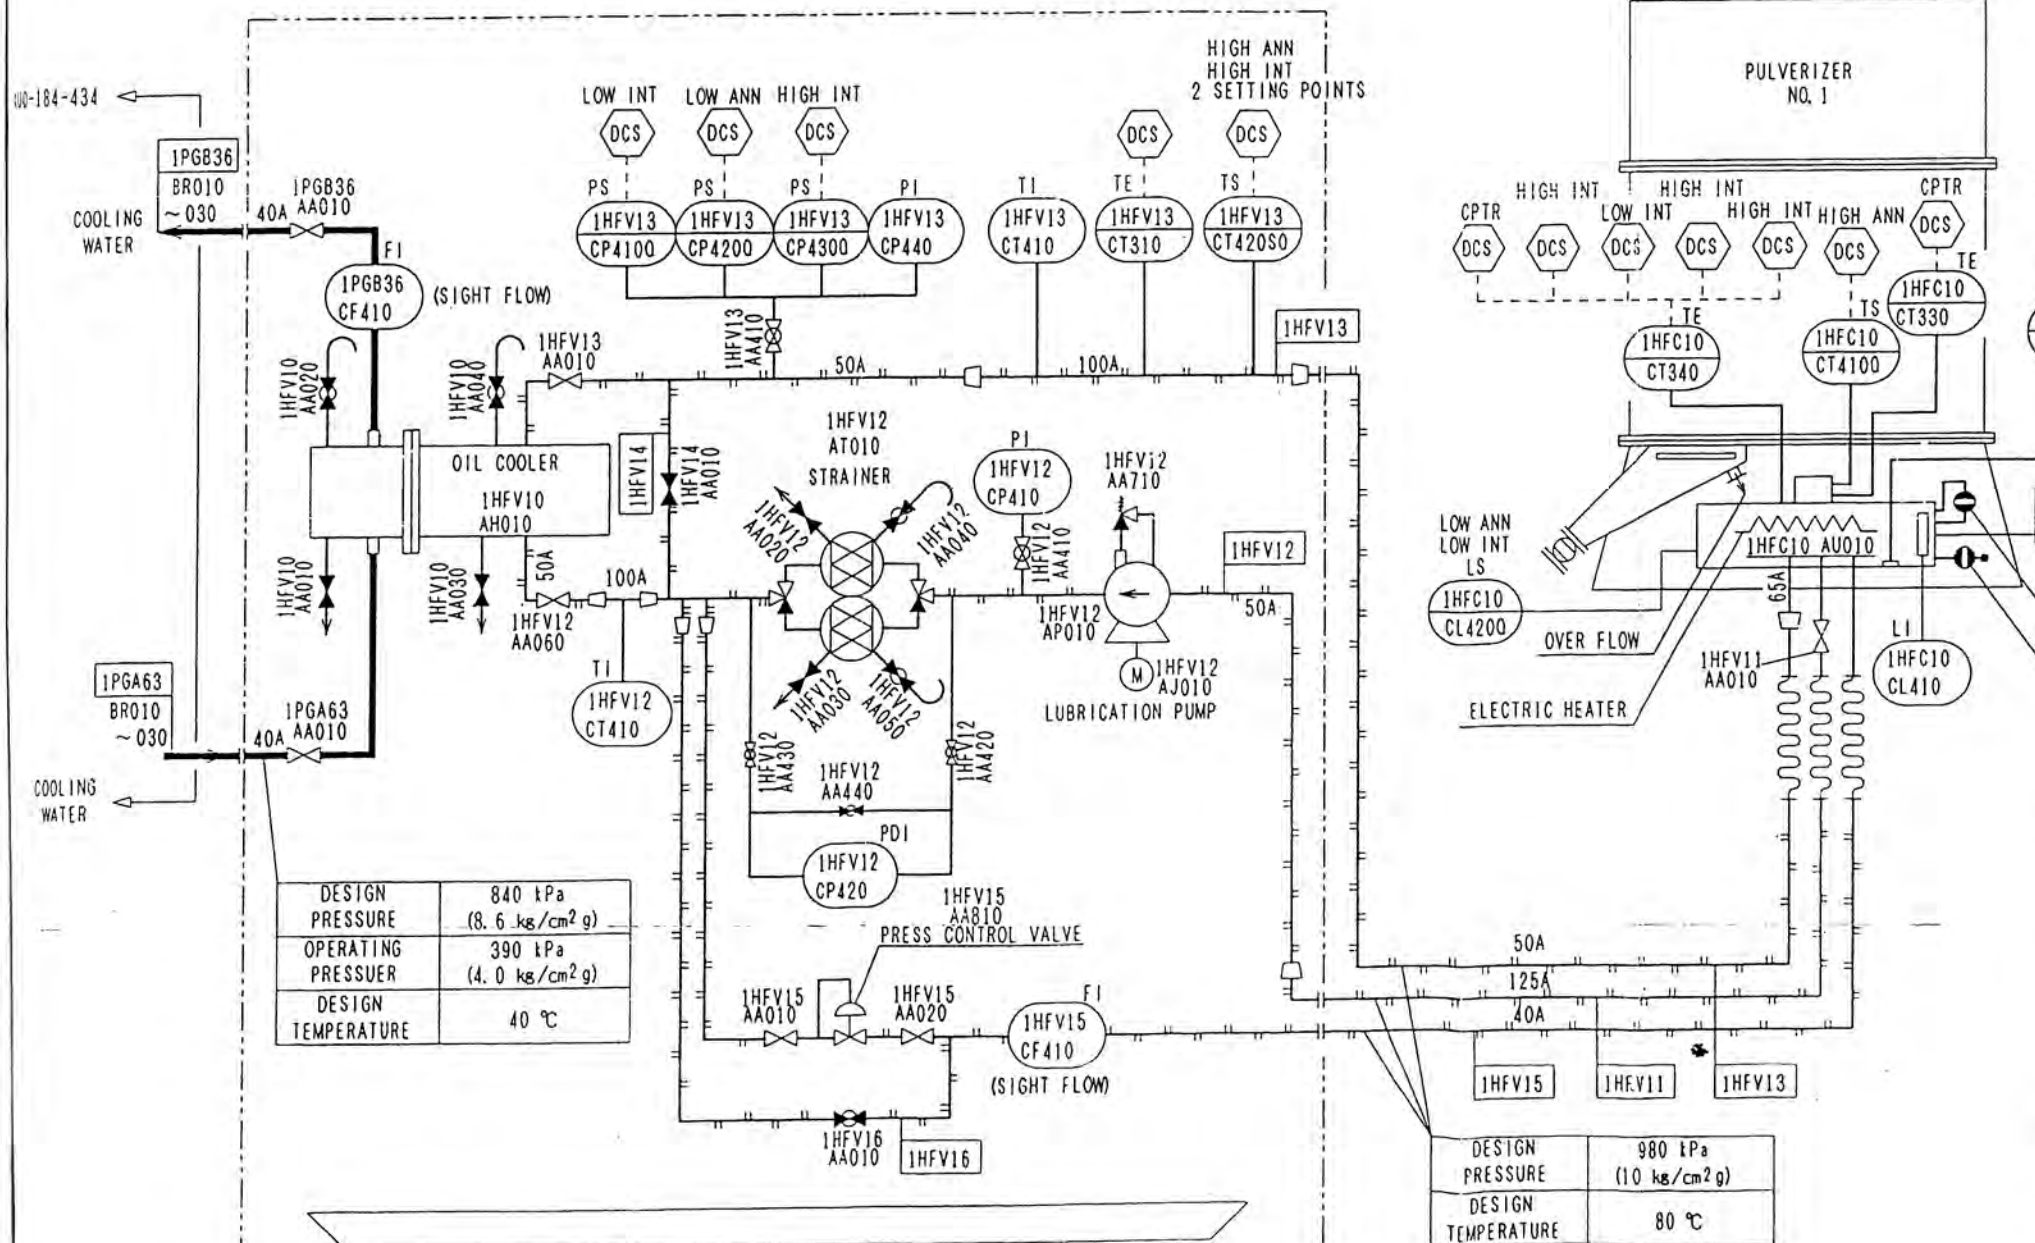 HIGH ANN
HIGH INT
2 SETTING POINTS
LOW INT
LOW ANN
HIGH INT
DCS
DCS
DCS
DCS
DCS
PS
1HFV13
CP4100
PS
1HFV13
CP4200
PS
1HFV13
CP4300
PI
1HFV13
CP440
TI
1HFV13
CT410
TE
1HFV13
CT310
TS
1HFV13
CT420S0
PULVERIZER
NO. 1
CPTR
HIGH INT
LOW INT
HIGH INT
HIGH INT
HIGH ANN
CPTR
DCS
DCS
DCS
DCS
DCS
DCS
DCS
TE
1HFC10
CT340
TS
1HFC10
CT4100
TE
1HFC10
CT330
1PGB36
BR010
~030
COOLING
WATER
40A
1PGB36
AA010
FI
1PGB36
CF410
(SIGHT FLOW)
1HFV10
AA020
1HFV10
AA040
1HFV13
AA010
1HFV13
AA410
50A
100A
1HFV13
OIL COOLER
1HFV10
AH010
1HFV14
1HFV14
AA010
1HFV12
AT010
STRAINER
1HFV12
AA020
1HFV12
AA040
1HFV12
AA030
1HFV12
AA050
PI
1HFV12
CP410
1HFV12
AA410
1HFV12
AA710
1HFV12
AP010
M
1HFV12
AJ010
LUBRICATION PUMP
1HFV12
50A
1HFV10
AA010
1HFV10
AA030
50A
1HFV12
AA060
100A
TI
1HFV12
CT410
1HFV12
AA430
1HFV12
AA420
1HFV12
AA440
PDI
1HFV12
CP420
1PGA63
BR010
~030
40A
1PGA63
AA010
COOLING
WATER
LOW ANN
LOW INT
LS
1HFC10
CL4200
OVER FLOW
ELECTRIC HEATER
1HFC10 AU010
65A
1HFV11
AA010
LI
1HFC10
CL410
DESIGN
PRESSURE
840 kPa
(8.6 kg/cm² g)
OPERATING
PRESSUER
390 kPa
(4.0 kg/cm² g)
DESIGN
TEMPERATURE
40 ℃
1HFV15
AA810
PRESS CONTROL VALVE
1HFV15
AA010
1HFV15
AA020
FI
1HFV15
CF410
(SIGHT FLOW)
1HFV16
AA010
1HFV16
50A
125A
40A
1HFV15
1HFV11
1HFV13
DESIGN
PRESSURE
980 kPa
(10 kg/cm² g)
DESIGN
TEMPERATURE
80 ℃